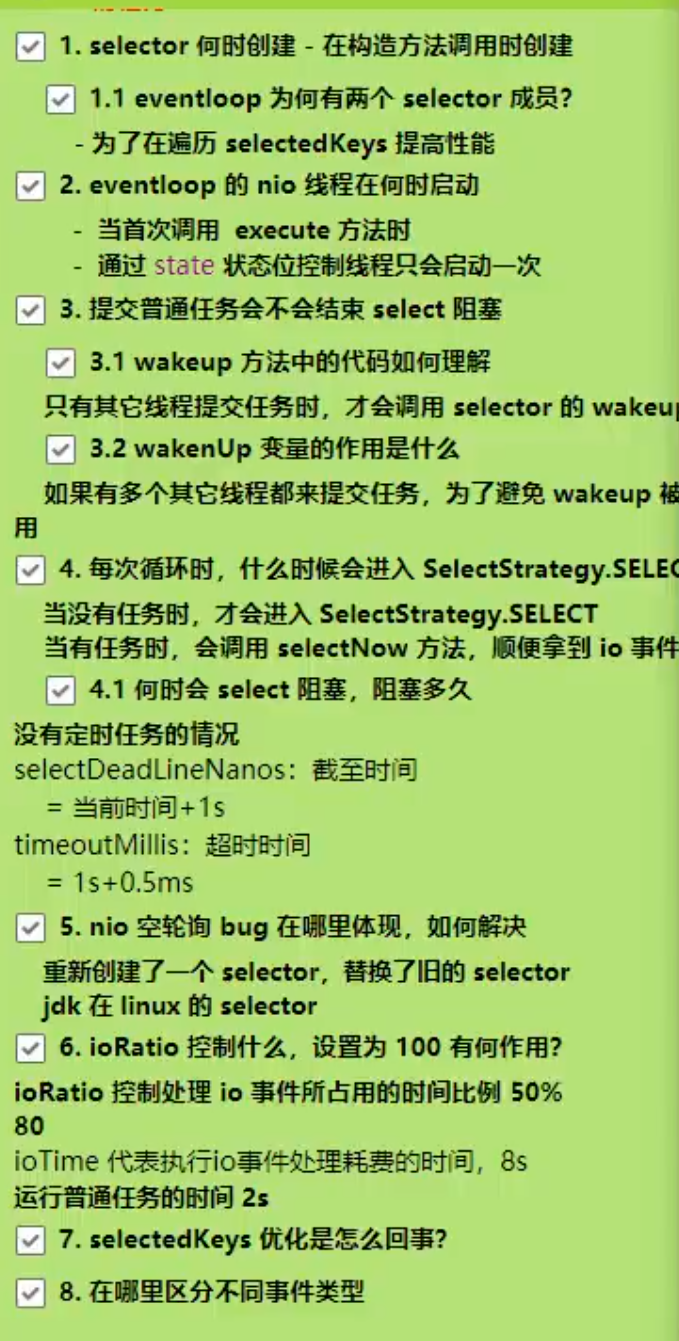 1. selector 何时创建 - 在构造方法调用时创建
1.1 eventloop 为何有两个 selector 成员?
- 为了在遍历 selectedKeys 提高性能
2. eventloop 的 nio 线程在何时启动
- 当首次调用 execute 方法时
- 通过 state 状态位控制线程只会启动一次
3. 提交普通任务会不会结束 select 阻塞
3.1 wakeup 方法中的代码如何理解
只有其它线程提交任务时，才会调用 selector 的 wakeup
3.2 wakenUp 变量的作用是什么
如果有多个其它线程都来提交任务，为了避免 wakeup 被
用
4. 每次循环时，什么时候会进入 SelectStrategy.SELEC
当没有任务时，才会进入 SelectStrategy.SELECT
当有任务时，会调用 selectNow 方法，顺便拿到 io 事件
4.1 何时会 select 阻塞，阻塞多久
没有定时任务的情况
selectDeadLineNanos：截至时间
= 当前时间+1s
timeoutMillis：超时时间
= 1s+0.5ms
5. nio 空轮询 bug 在哪里体现，如何解决
重新创建了一个 selector，替换了旧的 selector
jdk 在 linux 的 selector
6. ioRatio 控制什么，设置为 100 有何作用?
ioRatio 控制处理 io 事件所占用的时间比例 50%
80
ioTime 代表执行io事件处理耗费的时间，8s
运行普通任务的时间 2s
7. selectedKeys 优化是怎么回事?
8. 在哪里区分不同事件类型